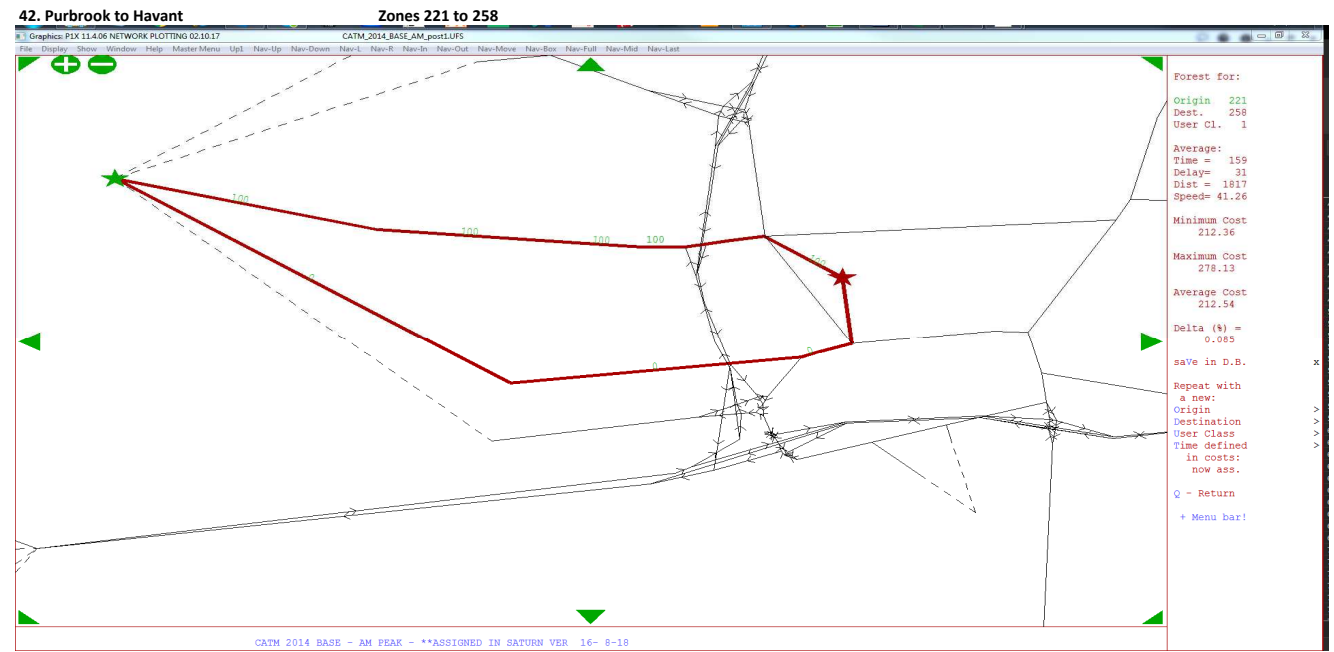 42. Purbrook to Havant Zones 221 to 258
Graphics: P1X 11.4.06 NETWORK PLOTTING 02.10.17 CATM_2014_BASE_AM_post1.UFS
File Display Show Window Help Master Menu Up1 Nav-Up Nav-Down Nav-L Nav-R Nav-In Nav-Out Nav-Move Nav-Box Nav-Full Nav-Mid Nav-Last
Forest for:
Origin 221
Dest. 258
User Cl. 1
Average:
Time = 159
Delay= 31
Dist = 1817
Speed= 41.26
Minimum Cost
212.36
Maximum Cost
278.13
Average Cost
212.54
Delta (%) =
0.085
saVe in D.B. x
Repeat with
a new:
Origin >
Destination >
User Class >
Time defined >
in costs:
now ass.
Q - Return
+ Menu bar!
100
100
100
100
100
0
0
0
CATM 2014 BASE - AM PEAK - **ASSIGNED IN SATURN VER 16- 8-18